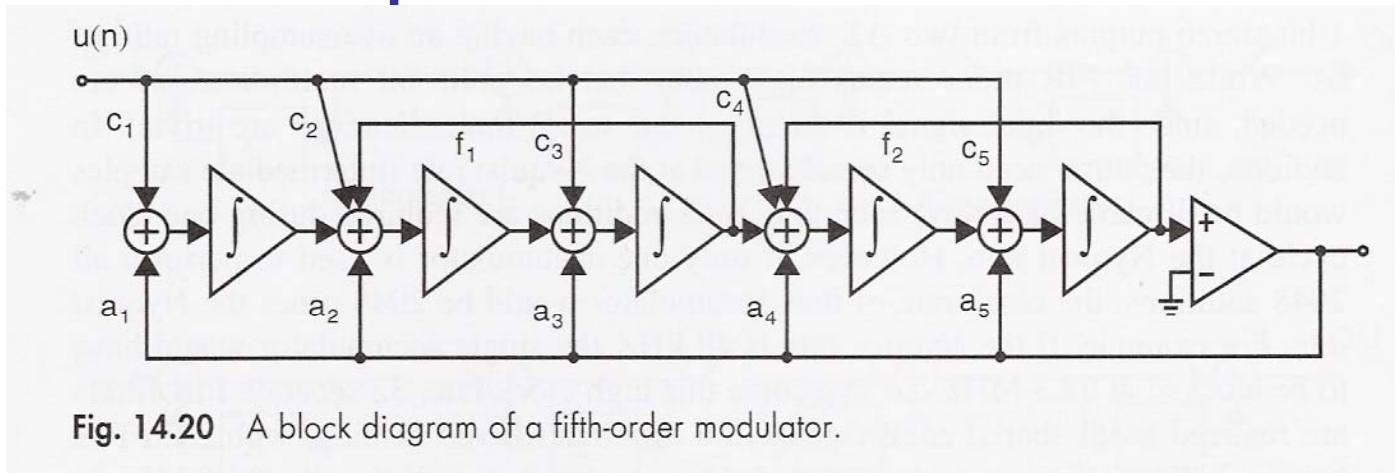 u(n)
c₁ c₂ f₁ c₃ c₄ f₂ c₅
∫ ∫ ∫ ∫ ∫ +
+ + + + + −
a₁ a₂ a₃ a₄ a₅
Fig. 14.20 A block diagram of a fifth-order modulator.